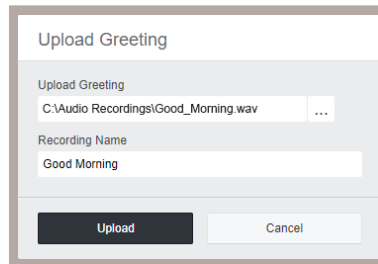 Upload Greeting
Upload Greeting
C:\Audio Recordings\Good_Morning.wav ...
Recording Name
Good Morning
Upload Cancel